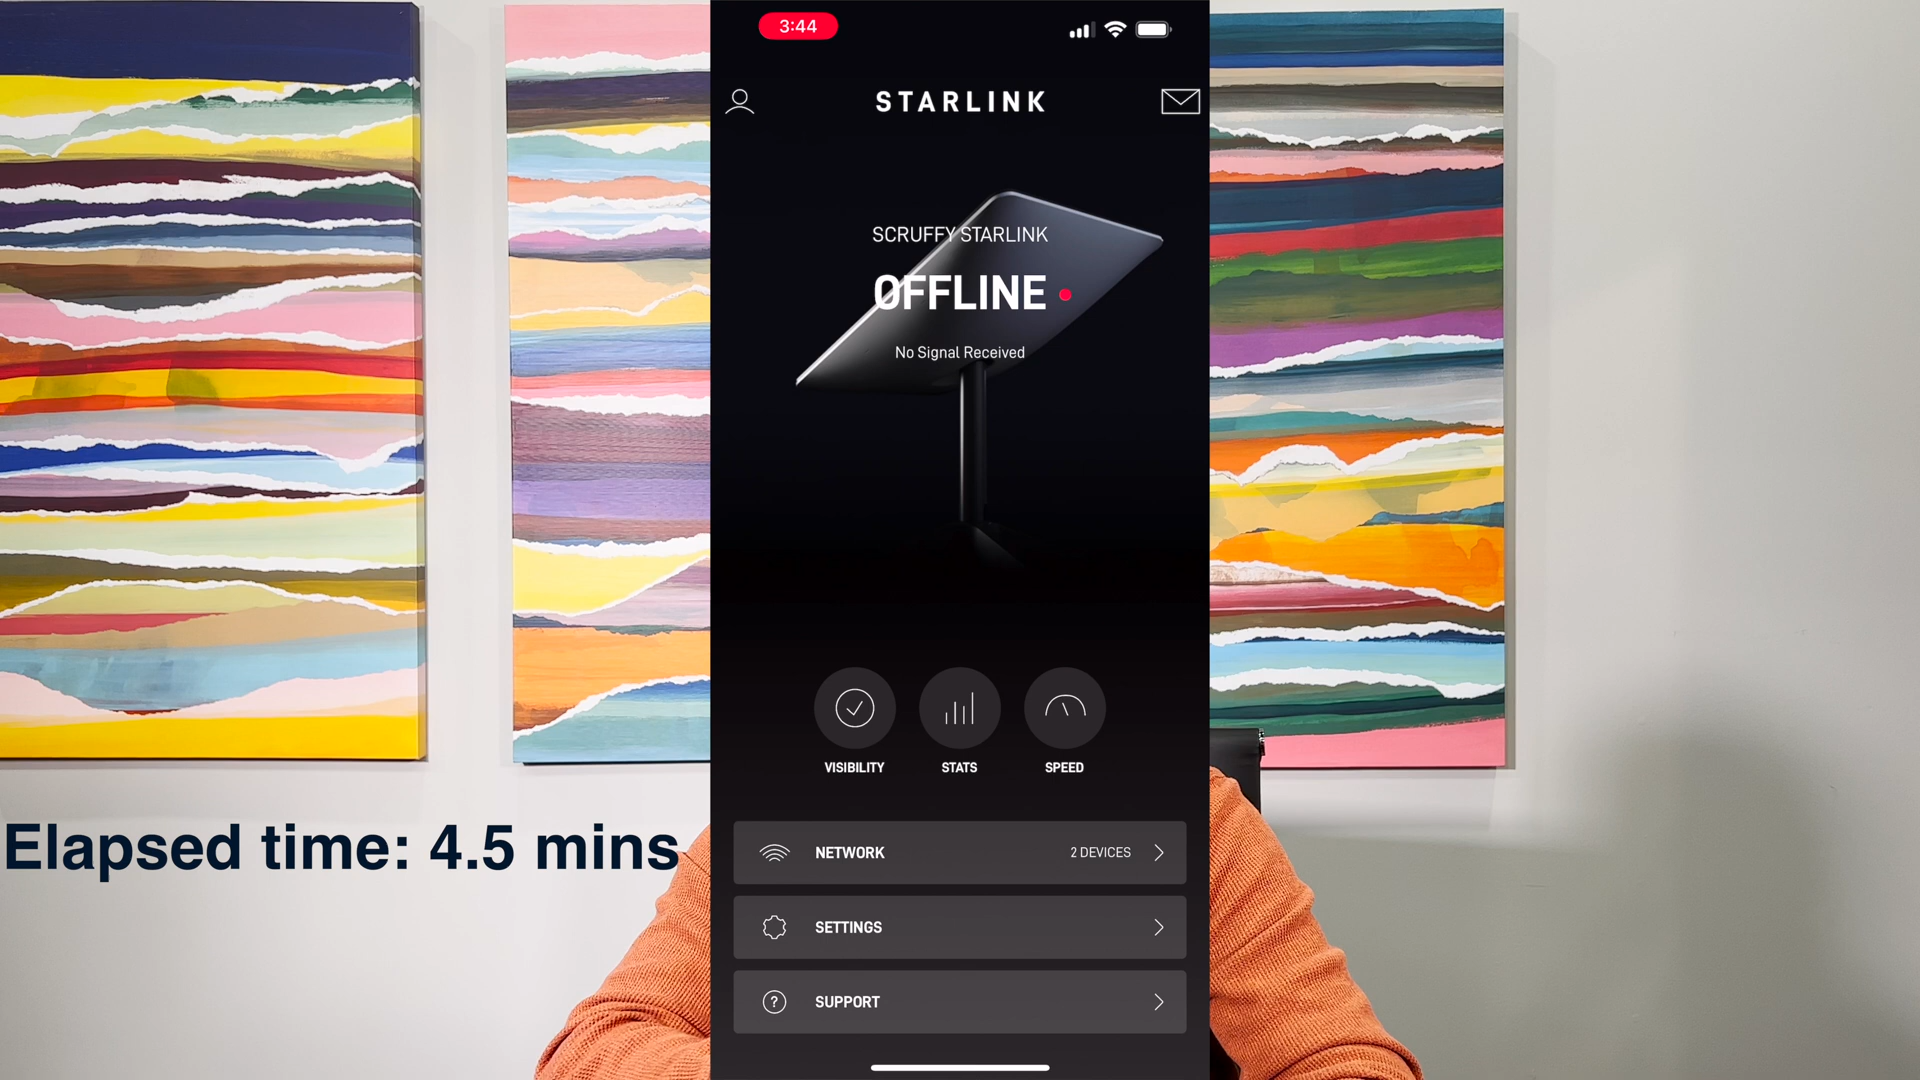 3:44
STARLINK
SCRUFFY STARLINK
OFFLINE
No Signal Received
VISIBILITY
STATS
SPEED
Elapsed time: 4.5 mins
NETWORK
2 DEVICES
SETTINGS
SUPPORT